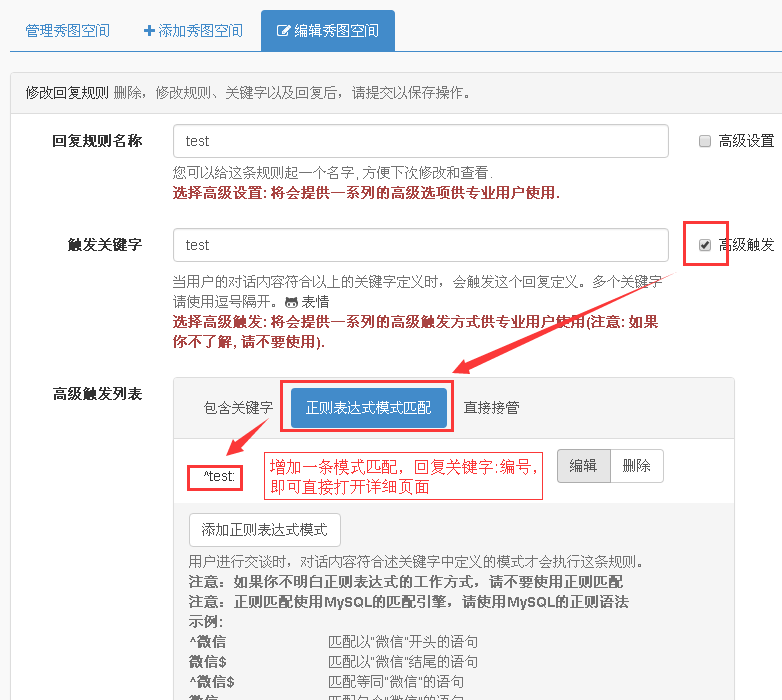 管理秀图空间 添加秀图空间 编辑秀图空间
修改回复规则 删除，修改规则、关键字以及回复后，请提交以保存操作。
回复规则名称 test 高级设置
您可以给这条规则起一个名字, 方便下次修改和查看.
选择高级设置: 将会提供一系列的高级选项供专业用户使用.
触发关键字 test 高级触发
当用户的对话内容符合以上的关键字定义时，会触发这个回复定义。多个关键字
请使用逗号隔开。 表情
选择高级触发: 将会提供一系列的高级触发方式供专业用户使用(注意: 如果
你不了解, 请不要使用).
高级触发列表 包含关键字 正则表达式模式匹配 直接接管
^test: 增加一条模式匹配，回复关键字:编号，
即可直接打开详细页面
编辑 删除
添加正则表达式模式
用户进行交谈时，对话内容符合述关键字中定义的模式才会执行这条规则。
注意：如果你不明白正则表达式的工作方式，请不要使用正则匹配
注意：正则匹配使用MySQL的匹配引擎，请使用MySQL的正则语法
示例:
^微信 匹配以"微信"开头的语句
微信$ 匹配以"微信"结尾的语句
^微信$ 匹配等同"微信"的语句
微信 匹配包含"微信"的语句